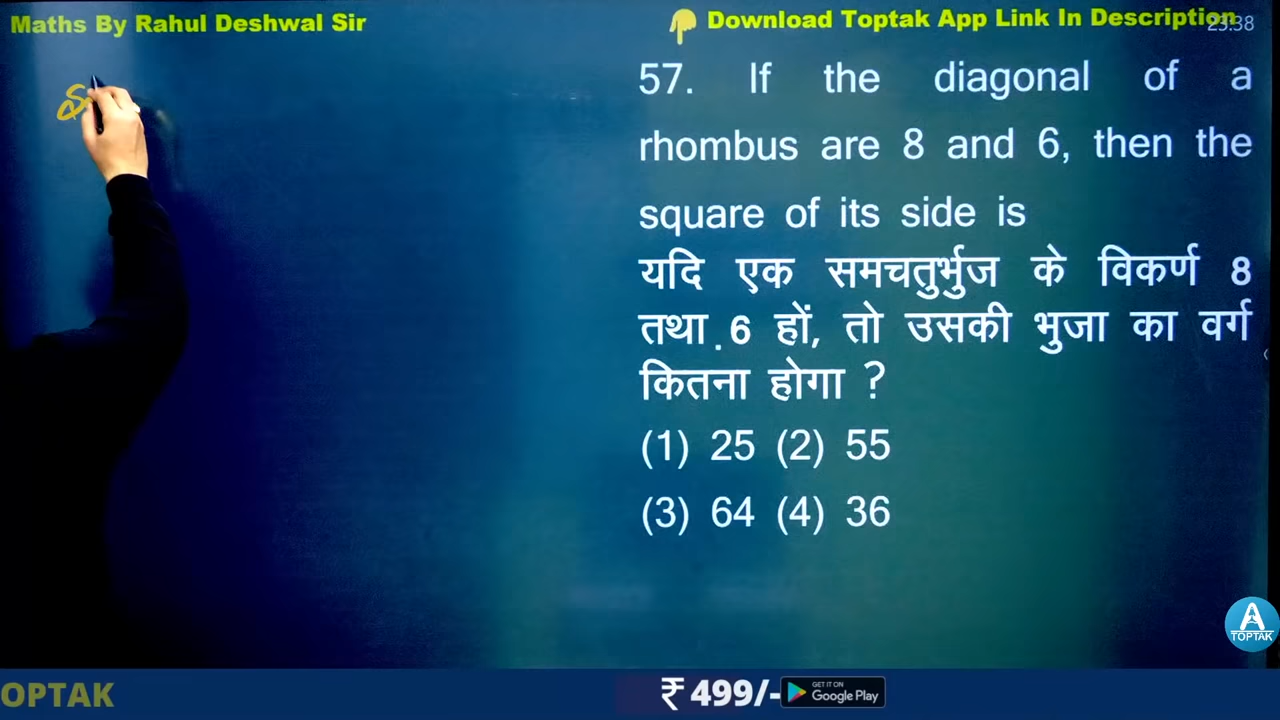 Maths By Rahul Deshwal Sir
Download Toptak App Link In Description
23:38
57. If the diagonal of a
rhombus are 8 and 6, then the
square of its side is
यदि एक समचतुर्भुज के विकर्ण 8
तथा 6 हों, तो उसकी भुजा का वर्ग
कितना होगा ?
(1) 25 (2) 55
(3) 64 (4) 36
A
TOPTAK
OPTAK
₹ 499/-
GET IT ON
Google Play